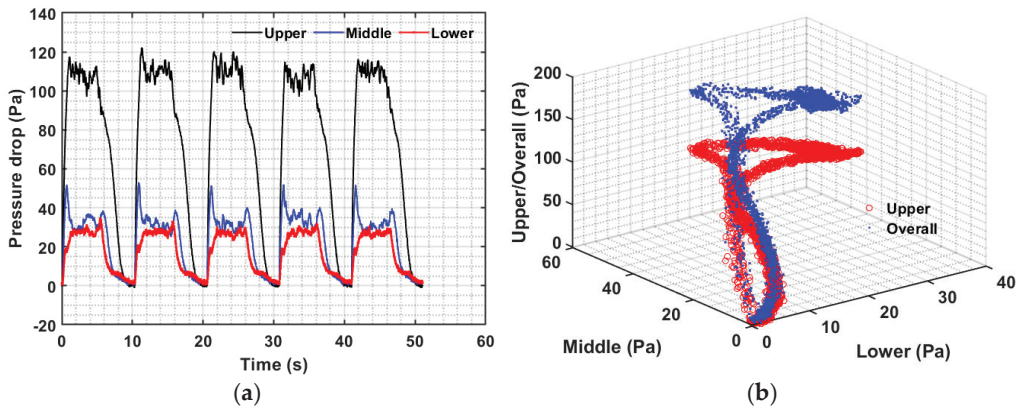 140
120
100
80
60
40
20
0
-20
Pressure drop (Pa)
Upper Middle Lower
0 10 20 30 40 50 60
Time (s)
(a)
200
150
100
50
0
Upper/Overall (Pa)
60
40
20
0
Middle (Pa)
0
10
20
30
40
Lower (Pa)
Upper
Overall
(b)